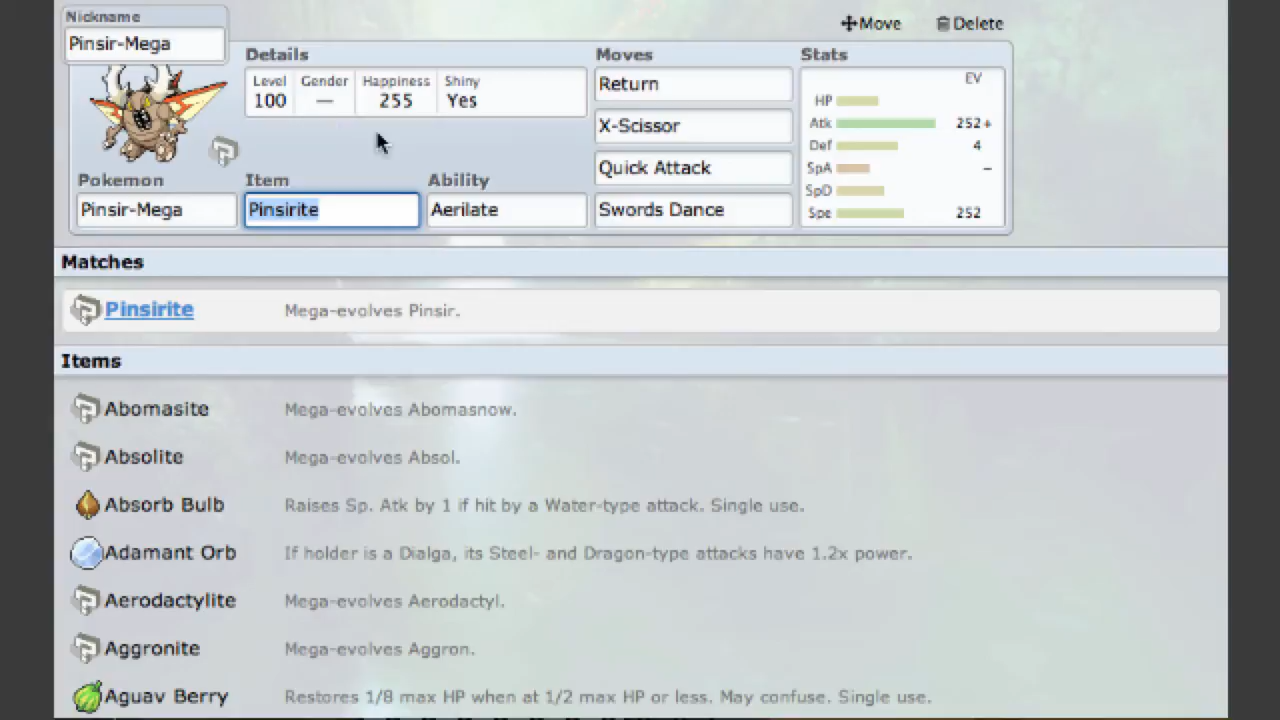 Nickname
Pinsir-Mega
Move Delete
Details
Level Gender Happiness Shiny
100 — 255 Yes
Pokemon Item Ability
Pinsir-Mega Pinsirite Aerilate
Moves
Return
X-Scissor
Quick Attack
Swords Dance
Stats
EV
HP
Atk 252+
Def 4
SpA –
SpD
Spe 252
Matches
Pinsirite Mega-evolves Pinsir.
Items
Abomasite Mega-evolves Abomasnow.
Absolite Mega-evolves Absol.
Absorb Bulb Raises Sp. Atk by 1 if hit by a Water-type attack. Single use.
Adamant Orb If holder is a Dialga, its Steel- and Dragon-type attacks have 1.2x power.
Aerodactylite Mega-evolves Aerodactyl.
Aggronite Mega-evolves Aggron.
Aguav Berry Restores 1/8 max HP when at 1/2 max HP or less. May confuse. Single use.